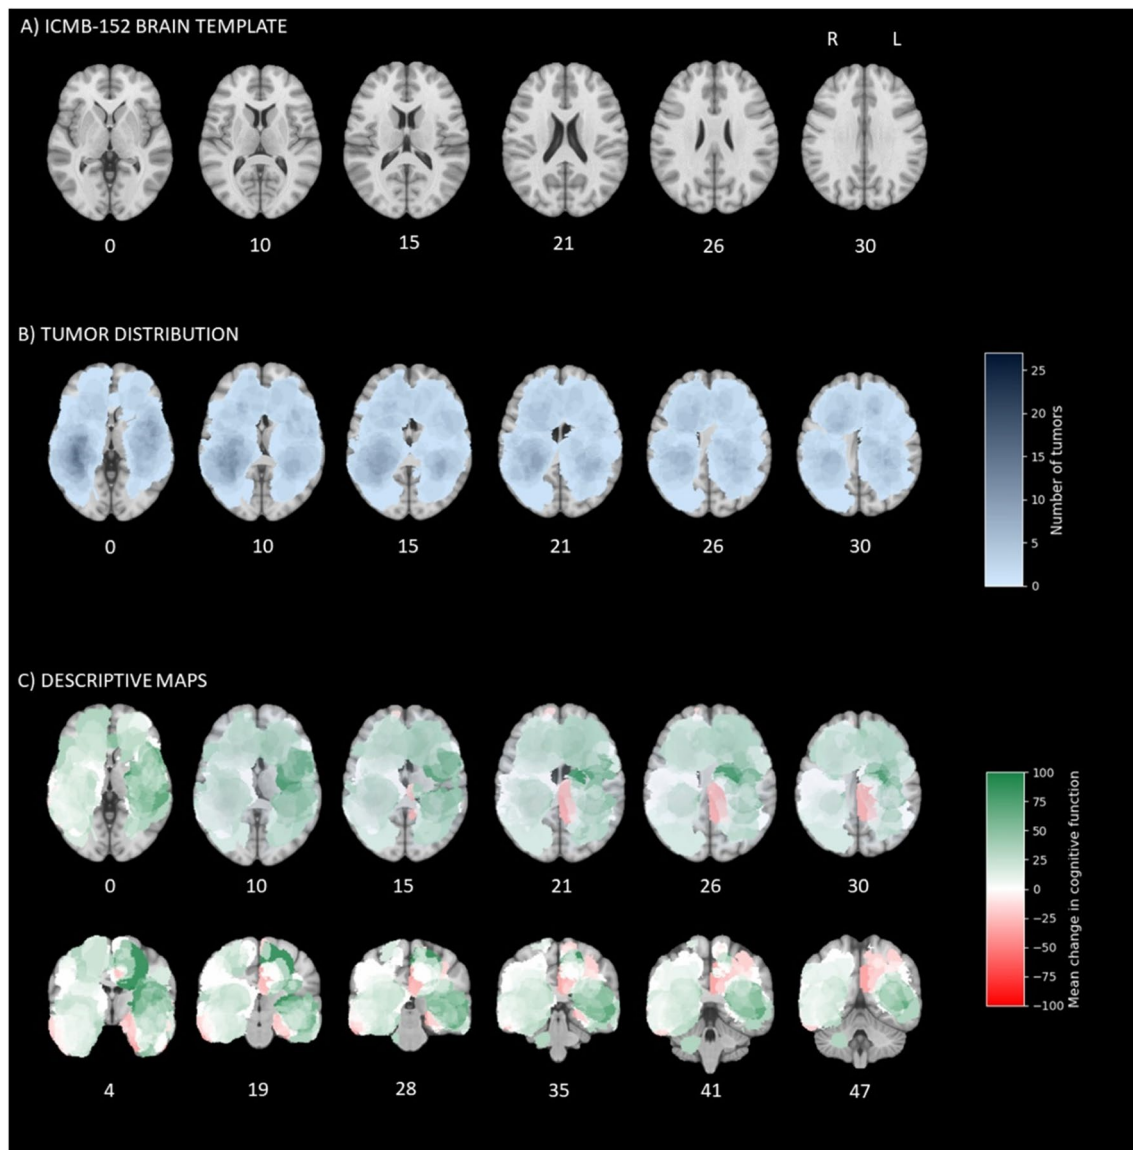 A) ICMB-152 BRAIN TEMPLATE
R L
0 10 15 21 26 30
B) TUMOR DISTRIBUTION
25
20
15
10
5
0
Number of tumors
0 10 15 21 26 30
C) DESCRIPTIVE MAPS
100
75
50
25
0
−25
−50
−75
−100
Mean change in cognitive function
0 10 15 21 26 30
4 19 28 35 41 47